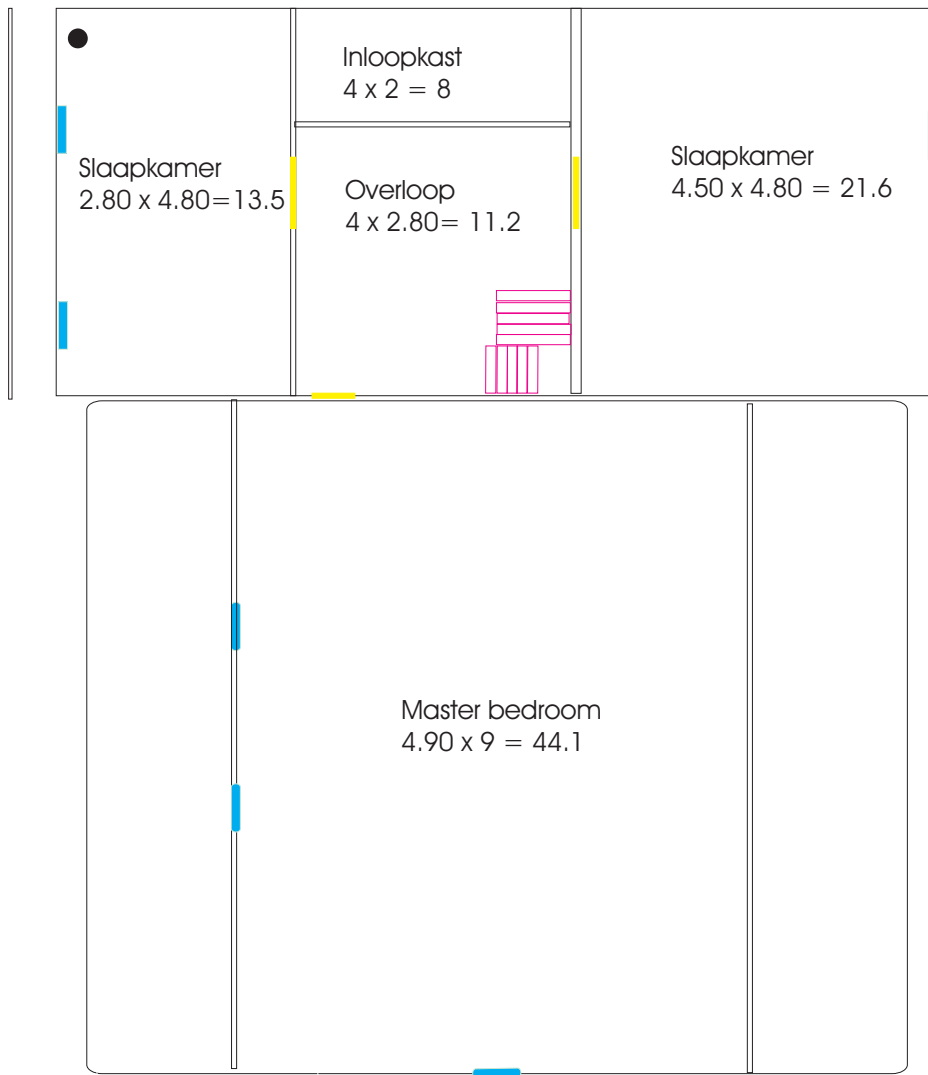 Inloopkast
4 x 2 = 8
Slaapkamer
2.80 x 4.80=13.5
Overloop
4 x 2.80= 11.2
Slaapkamer
4.50 x 4.80 = 21.6
Master bedroom
4.90 x 9 = 44.1